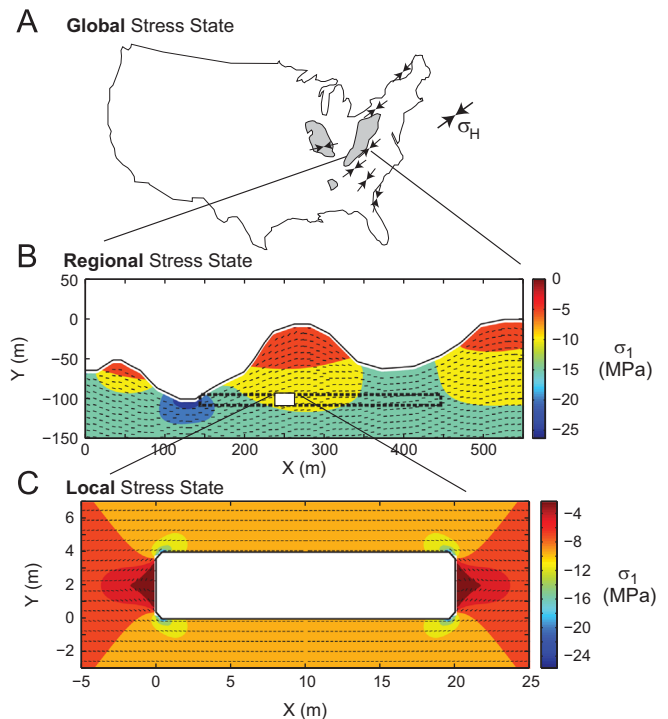 A Global Stress State
σH
B Regional Stress State
50
0
−50
−100
−150
Y (m)
0
100
200
300
400
500
X (m)
0
−5
−10
−15
−20
−25
σ1
(MPa)
C Local Stress State
6
4
2
0
−2
Y (m)
−5
0
5
10
15
20
25
X (m)
−4
−8
−12
−16
−20
−24
σ1
(MPa)